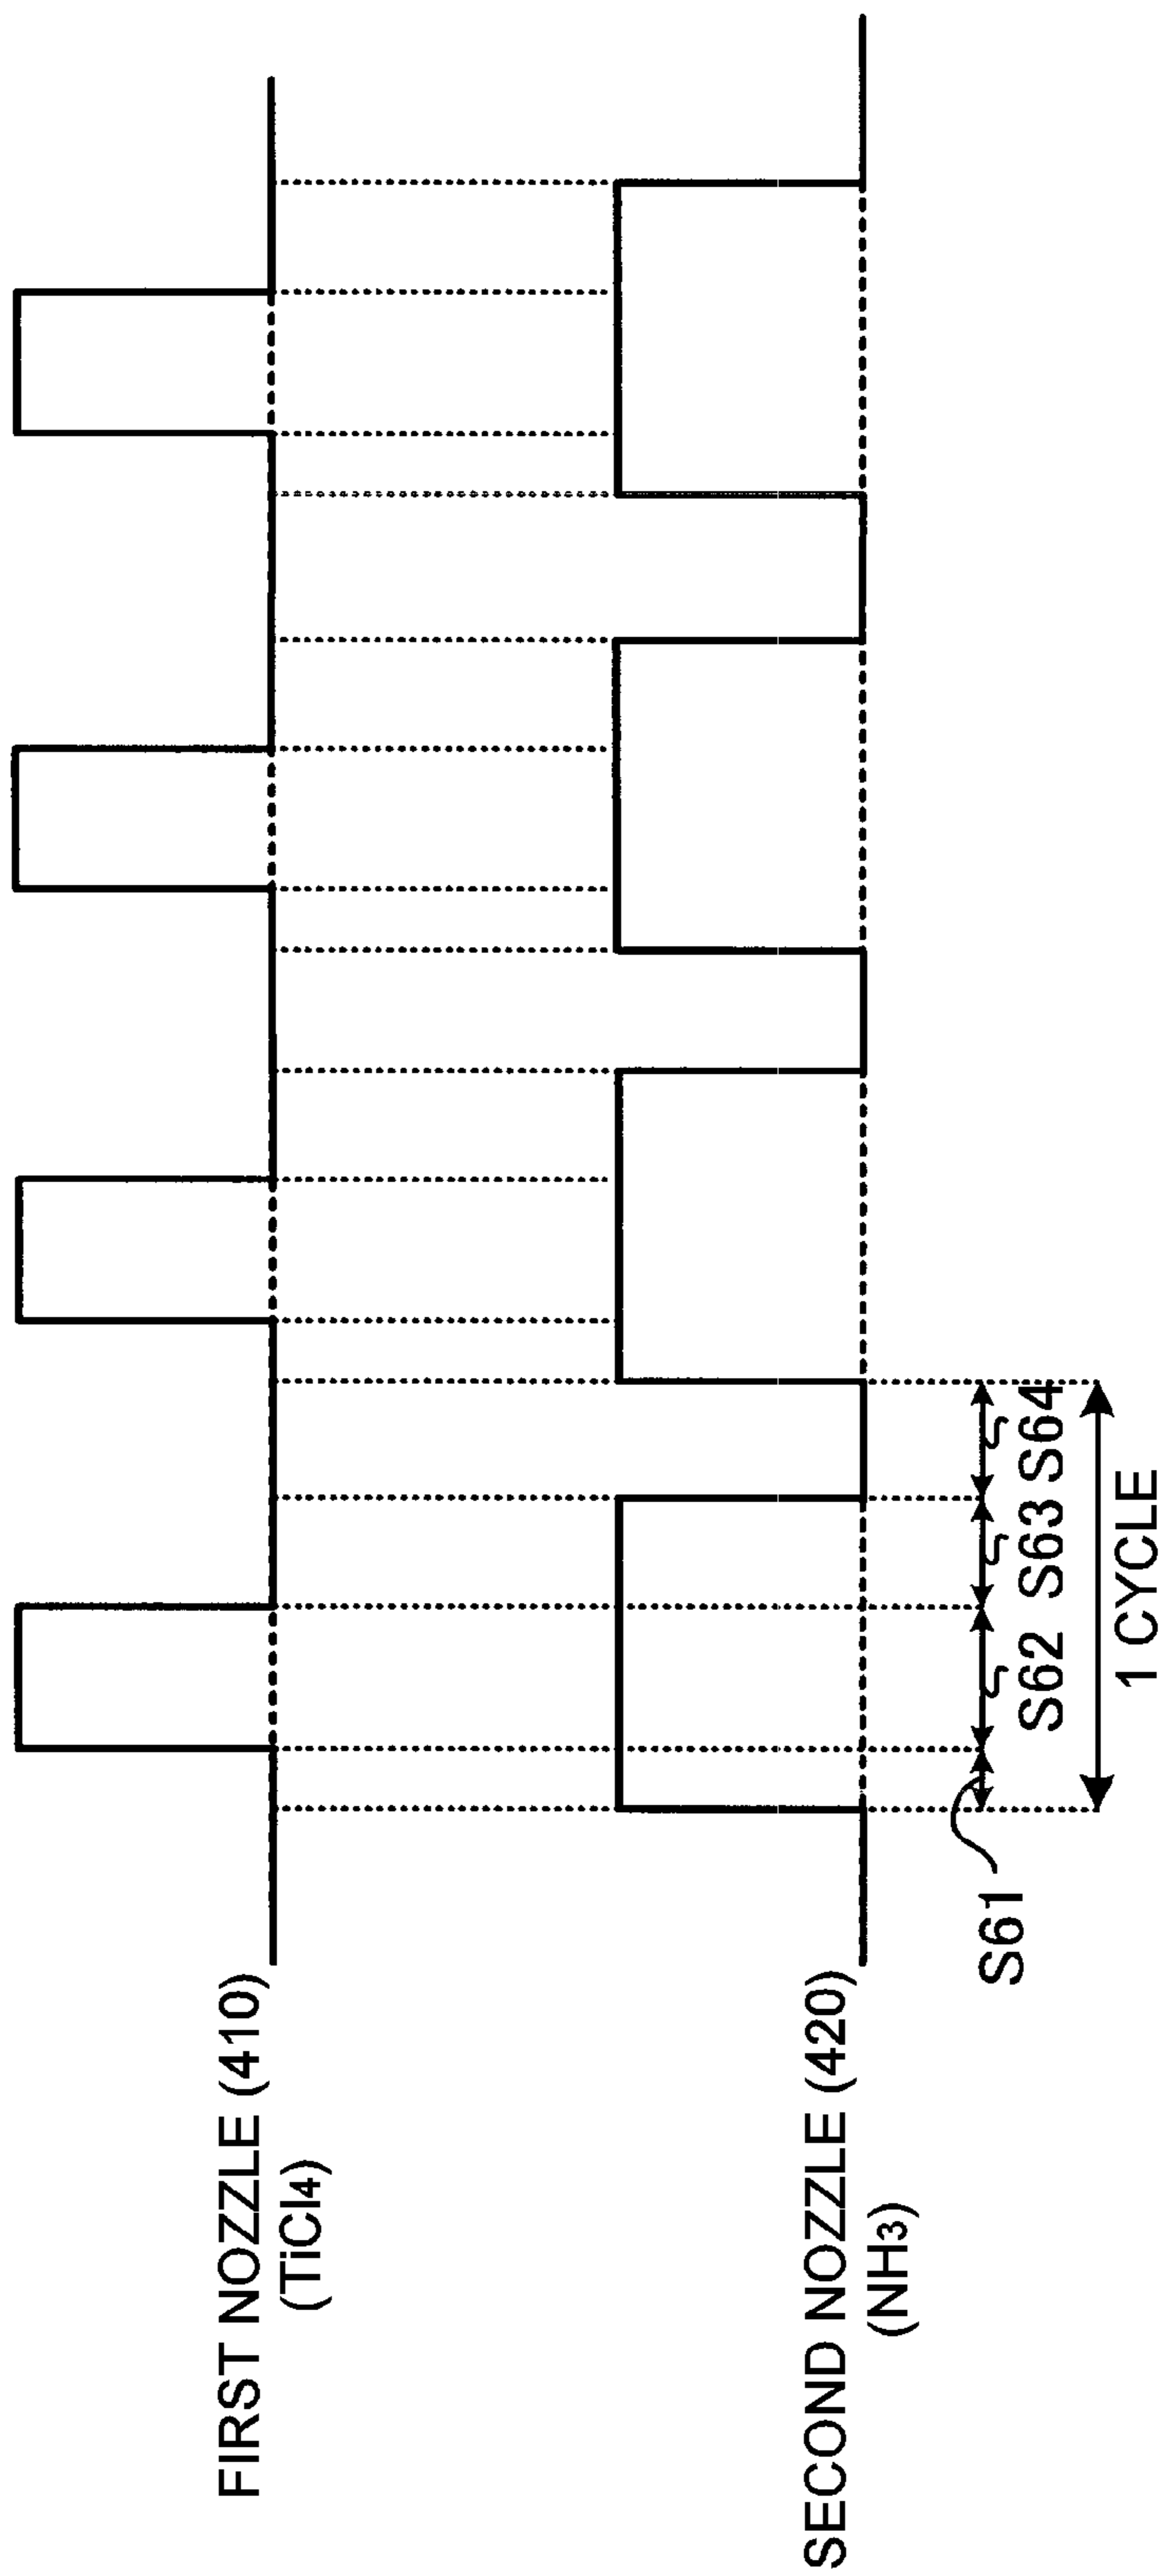 FIRST NOZZLE (410)
(TiCl4)
SECOND NOZZLE (420)
(NH3)
S61
S62
S63
S64
1 CYCLE